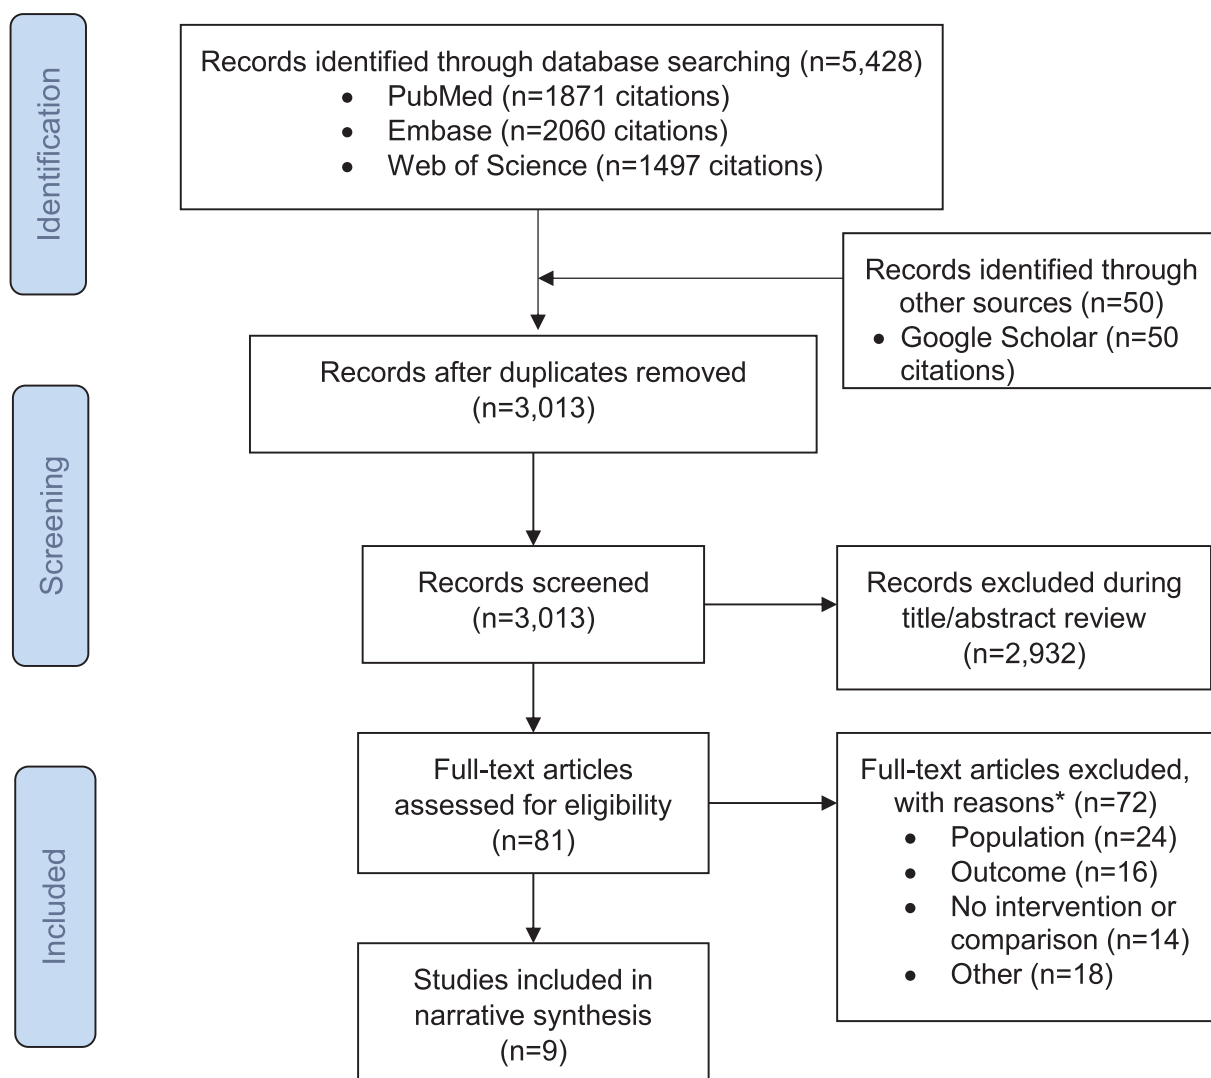 Identification
Records identified through database searching (n=5,428)
• PubMed (n=1871 citations)
• Embase (n=2060 citations)
• Web of Science (n=1497 citations)
Records identified through
other sources (n=50)
• Google Scholar (n=50
citations)
Records after duplicates removed
(n=3,013)
Screening
Records screened
(n=3,013)
Records excluded during
title/abstract review
(n=2,932)
Included
Full-text articles
assessed for eligibility
(n=81)
Full-text articles excluded,
with reasons* (n=72)
• Population (n=24)
• Outcome (n=16)
• No intervention or
comparison (n=14)
• Other (n=18)
Studies included in
narrative synthesis
(n=9)